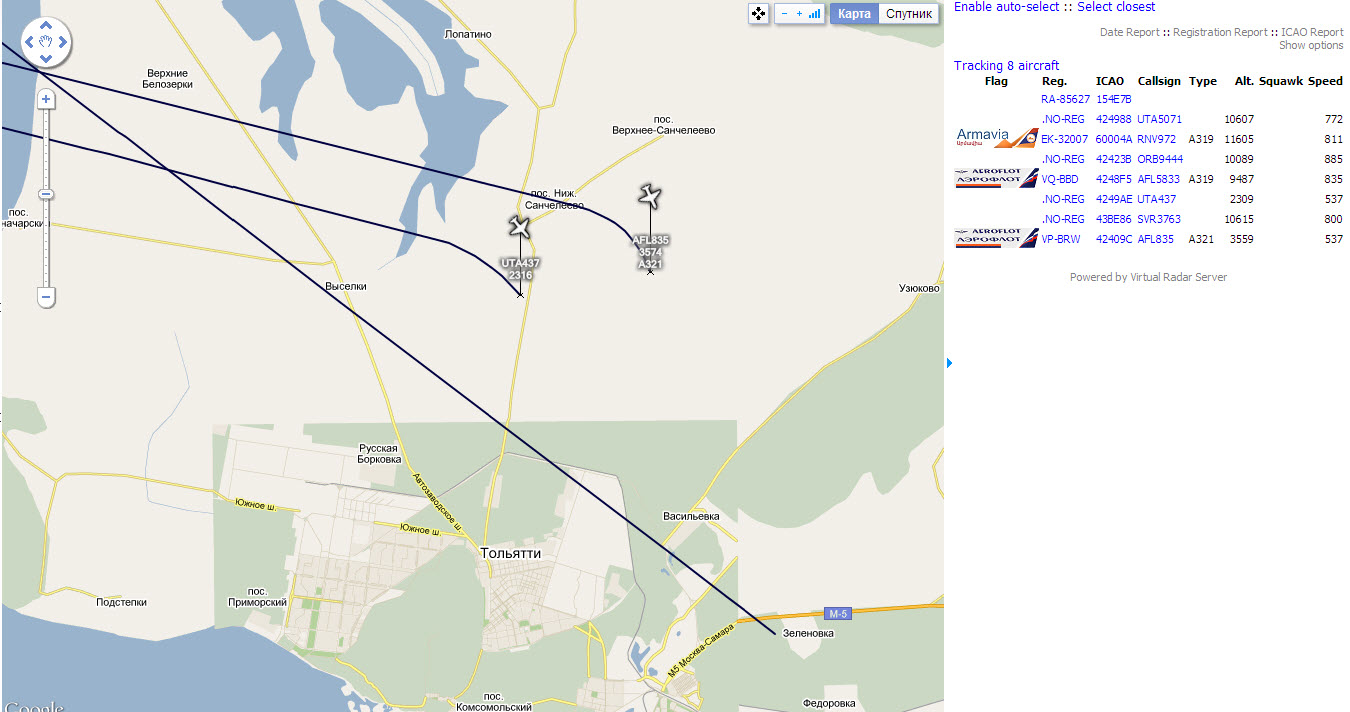 Лопатино
Верхние
Белозерки
пос.
Верхнее-Санчелеево
пос. Ниж.
Санчелеево
пос.
начарский
AFL835
3574
A321
UTA437
2316
Выселки
Узюково
Русская
Борковка
Автозаводское ш.
Южное ш.
Южное ш.
Васильевка
Тольятти
пос.
Приморский
Подстепки
М-5
Зеленовка
М5 Москва-Самара
пос.
Комсомольский
Федоровка
Google
Карта
Спутник
Enable auto-select :: Select closest
Date Report :: Registration Report :: ICAO Report
Show options
Tracking 8 aircraft
Flag Reg. ICAO Callsign Type Alt. Squawk Speed
RA-85627 154E7B
.NO-REG 424988 UTA5071 10607 772
Armavia EK-32007 60004A RNV972 A319 11605 811
Արմավիա
.NO-REG 42423B ORB9444 10089 885
AEROFLOT
АЭРОФЛОТ VQ-BBD 4248F5 AFL5833 A319 9487 835
.NO-REG 4249AE UTA437 2309 537
.NO-REG 43BE86 SVR3763 10615 800
AEROFLOT
АЭРОФЛОТ VP-BRW 42409C AFL835 A321 3559 537
Powered by Virtual Radar Server